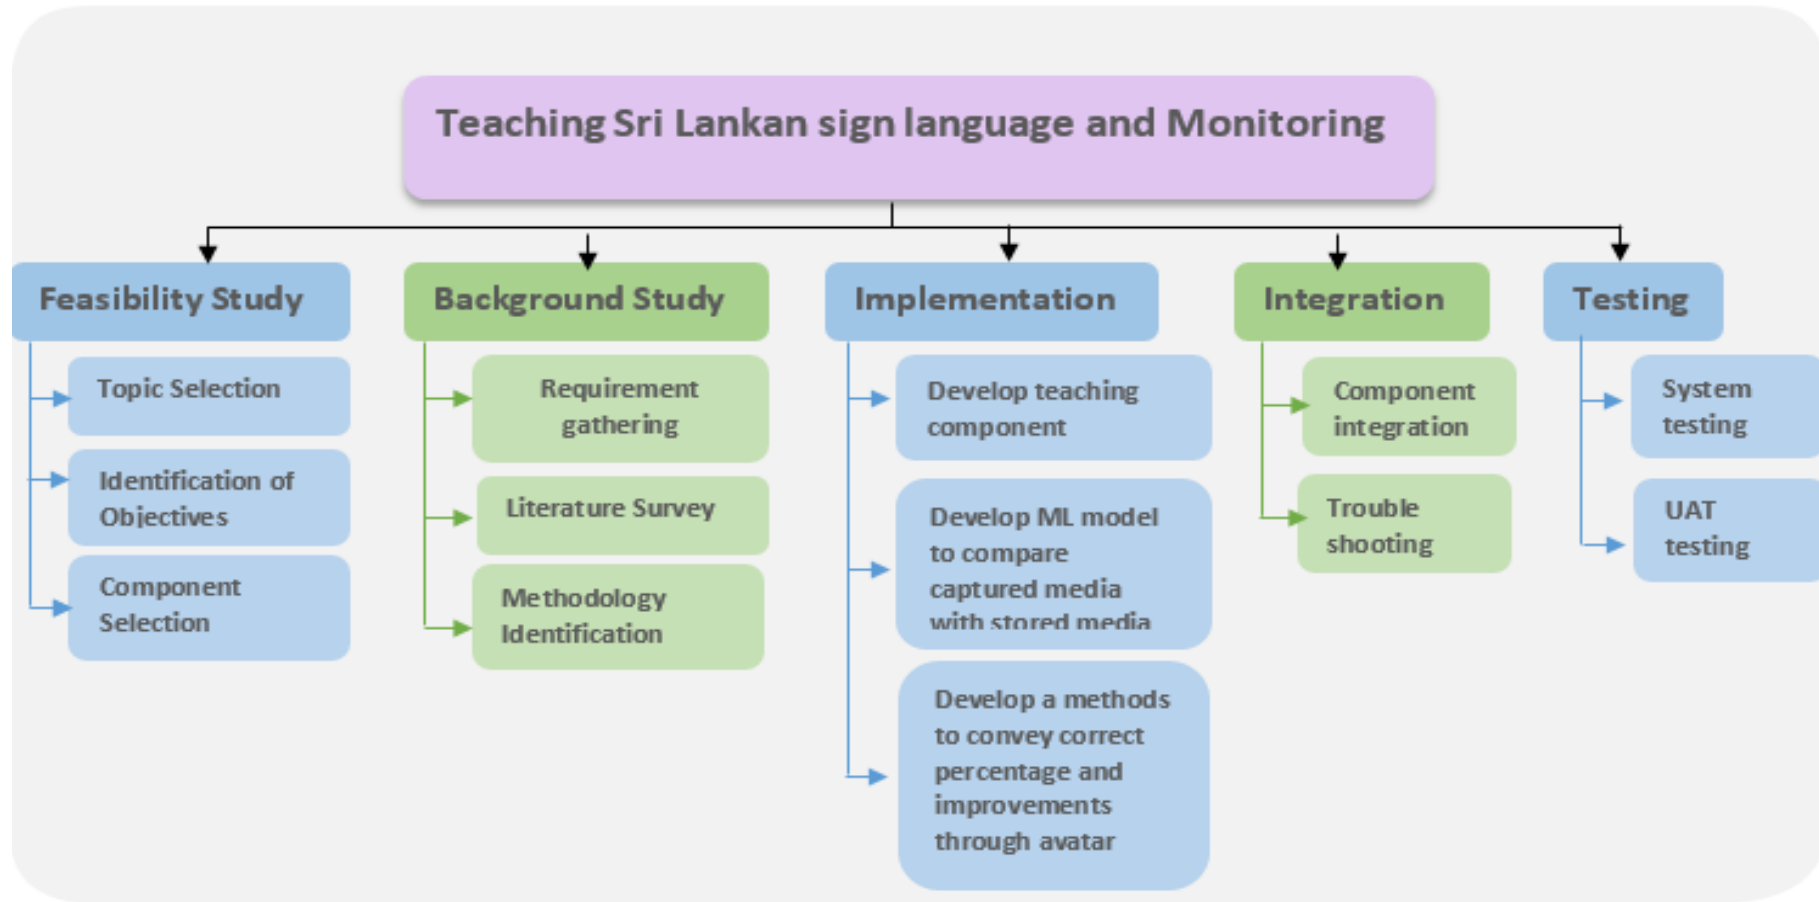 Teaching Sri Lankan sign language and Monitoring
Feasibility Study
Topic Selection
Identification of
Objectives
Component
Selection
Background Study
Requirement
gathering
Literature Survey
Methodology
Identification
Implementation
Develop teaching
component
Develop ML model
to compare
captured media
with stored media
Develop a methods
to convey correct
percentage and
improvements
through avatar
Integration
Component
integration
Trouble
shooting
Testing
System
testing
UAT
testing